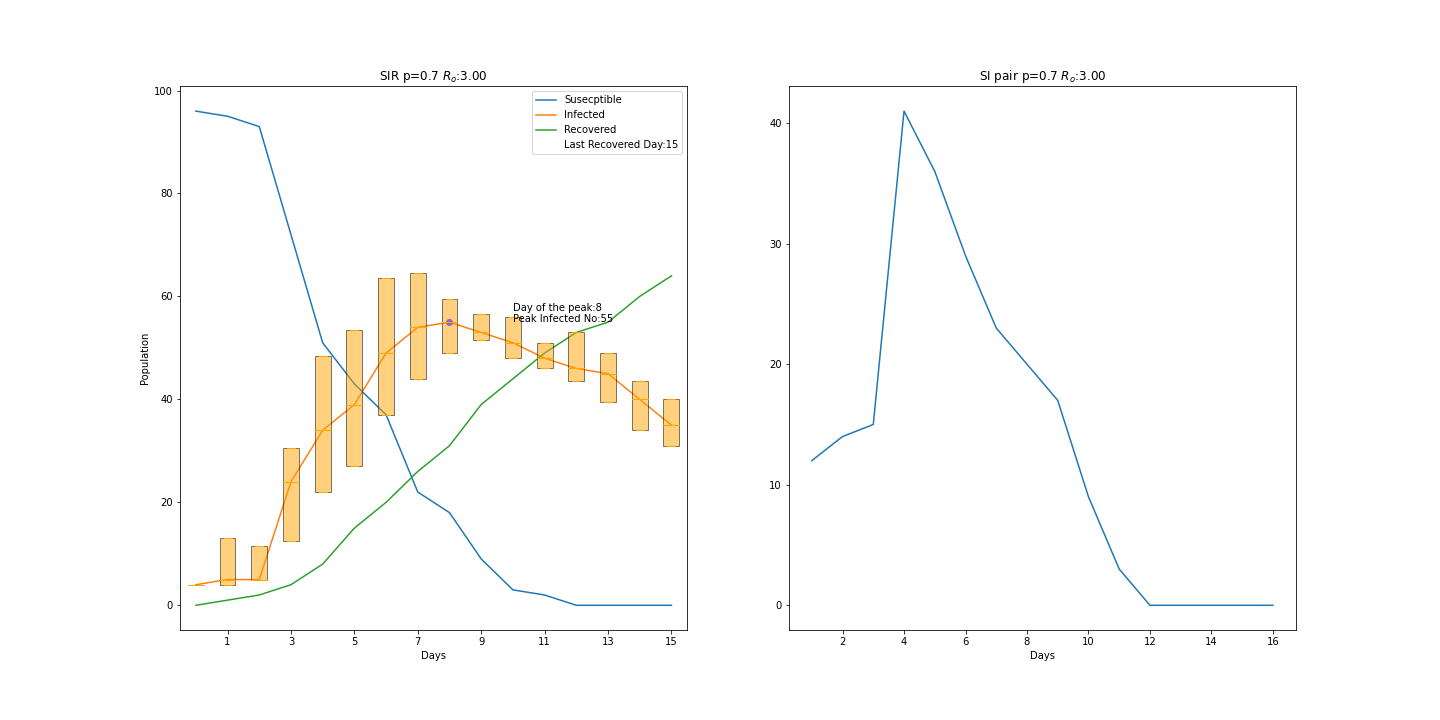 SIR p=0.7 Ro:3.00
Susecptible
Infected
Recovered
Last Recovered Day:15
Day of the peak:8
Peak Infected No:55
Population
100
80
60
40
20
0
1 3 5 7 9 11 13 15
Days
SI pair p=0.7 Ro:3.00
40
30
20
10
0
2 4 6 8 10 12 14 16
Days